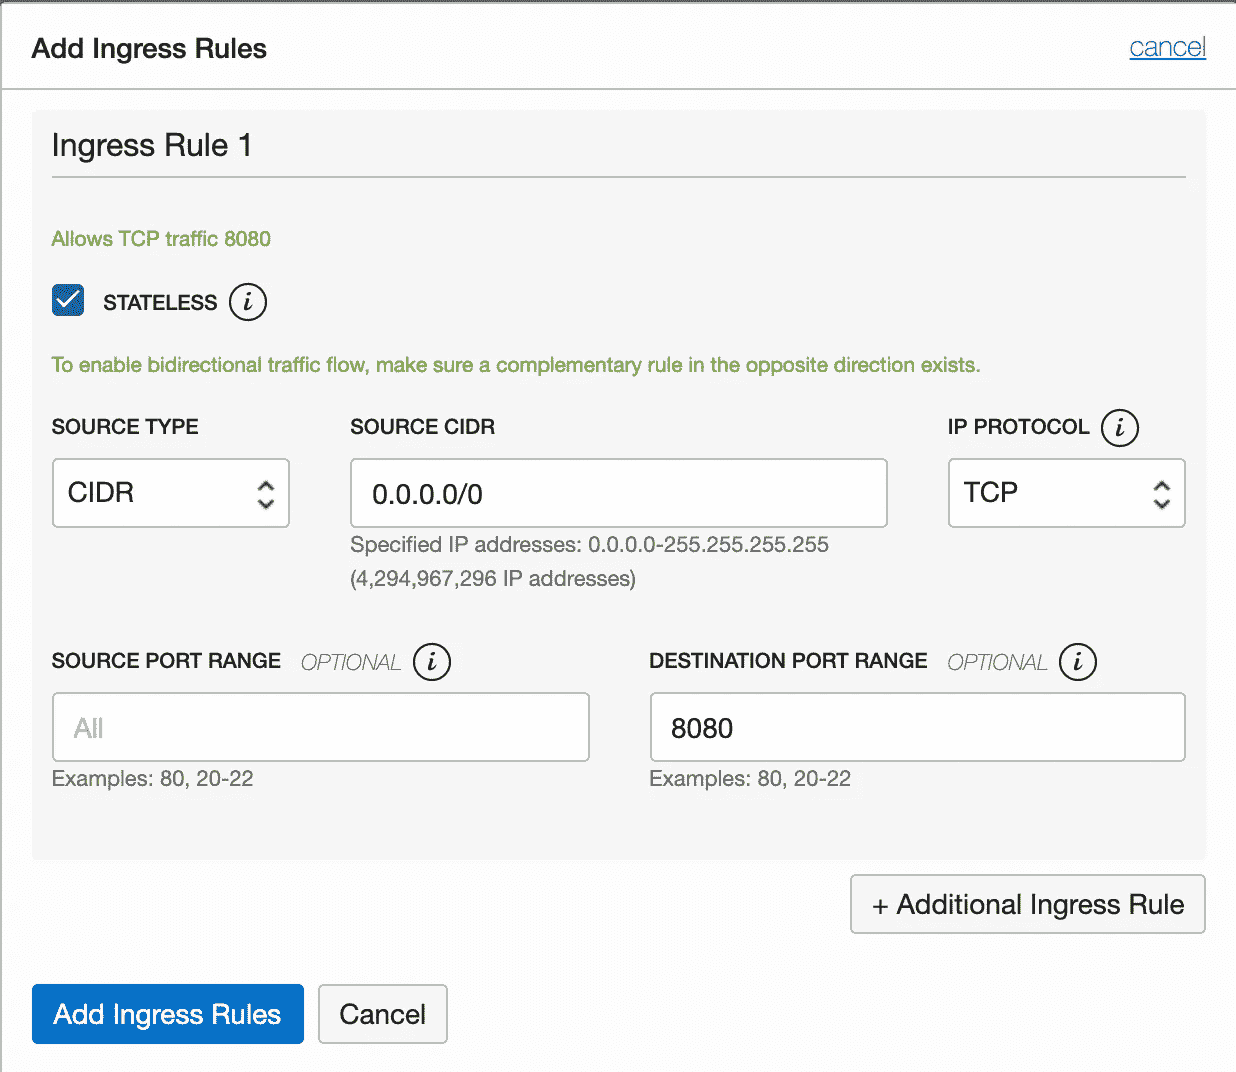 Add Ingress Rules
cancel
Ingress Rule 1
Allows TCP traffic 8080
STATELESS i
To enable bidirectional traffic flow, make sure a complementary rule in the opposite direction exists.
SOURCE TYPE
SOURCE CIDR
IP PROTOCOL i
CIDR
0.0.0.0/0
TCP
Specified IP addresses: 0.0.0.0-255.255.255.255
(4,294,967,296 IP addresses)
SOURCE PORT RANGE OPTIONAL i
DESTINATION PORT RANGE OPTIONAL i
All
8080
Examples: 80, 20-22
Examples: 80, 20-22
+ Additional Ingress Rule
Add Ingress Rules
Cancel